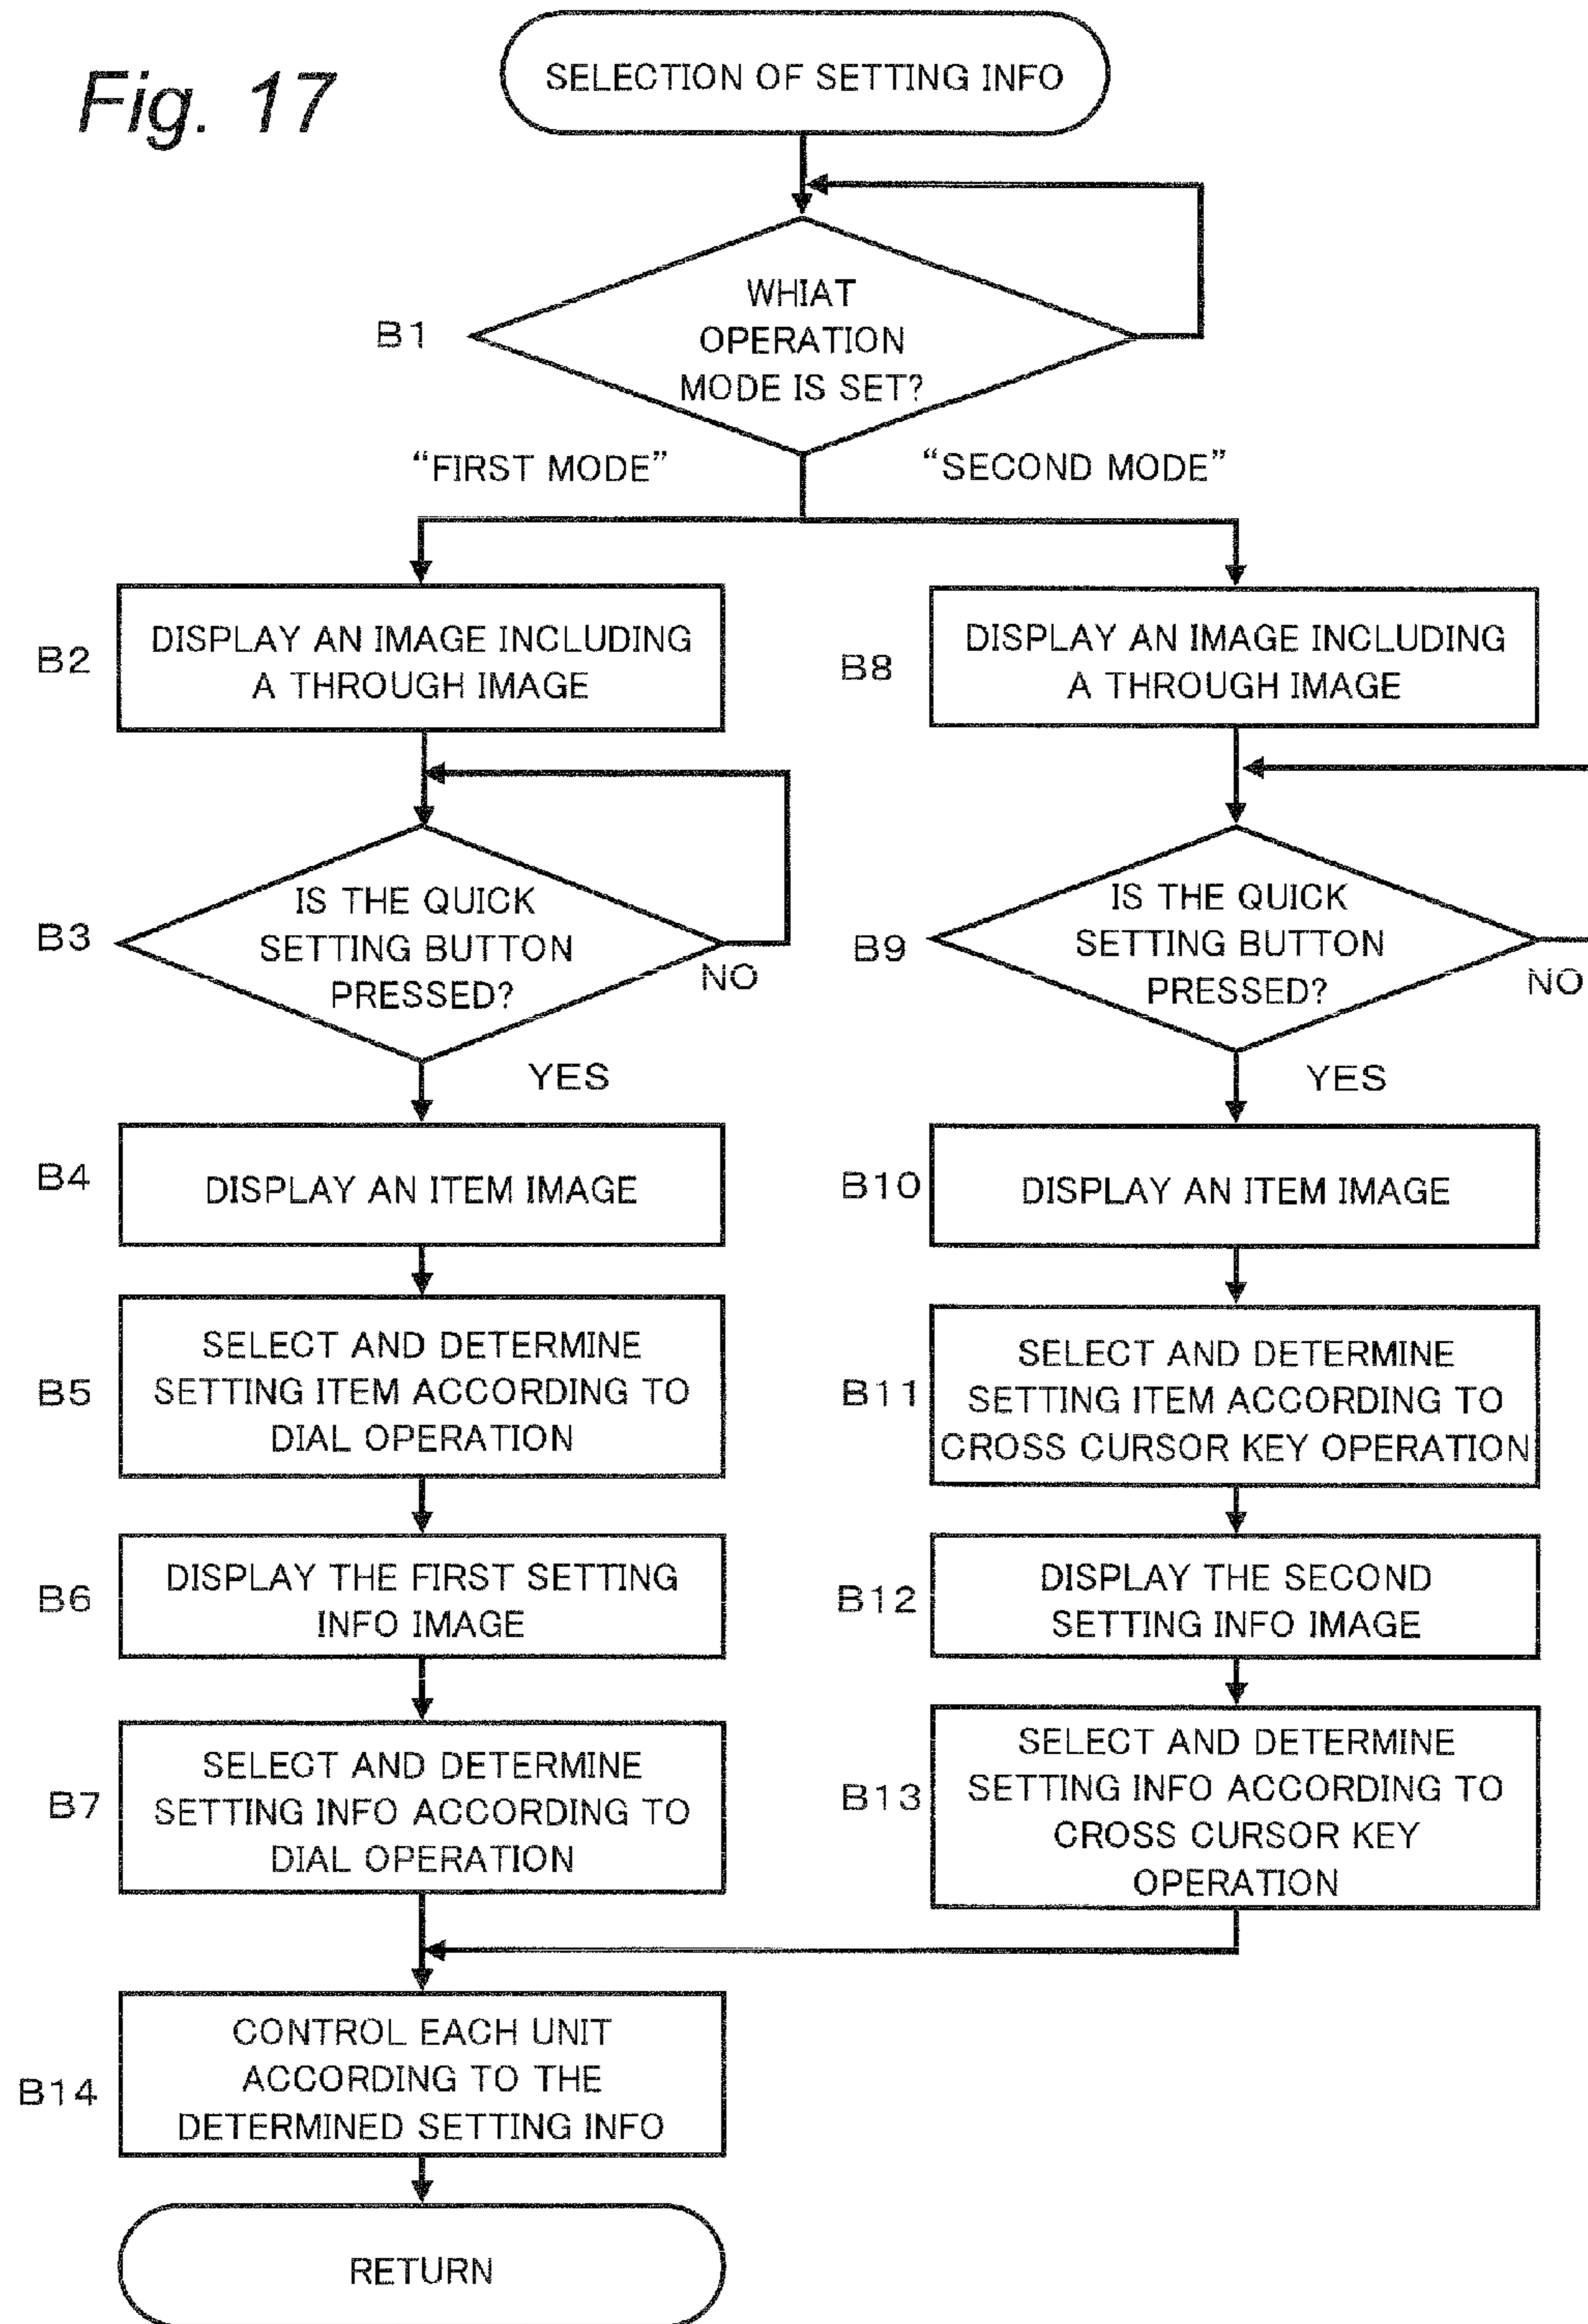 Fig. 17
SELECTION OF SETTING INFO
B1
WHIAT
OPERATION
MODE IS SET?
“FIRST MODE”
“SECOND MODE”
B2
DISPLAY AN IMAGE INCLUDING
A THROUGH IMAGE
B8
DISPLAY AN IMAGE INCLUDING
A THROUGH IMAGE
B3
IS THE QUICK
SETTING BUTTON
PRESSED?
NO
YES
B9
IS THE QUICK
SETTING BUTTON
PRESSED?
NO
YES
B4
DISPLAY AN ITEM IMAGE
B10
DISPLAY AN ITEM IMAGE
B5
SELECT AND DETERMINE
SETTING ITEM ACCORDING TO
DIAL OPERATION
B11
SELECT AND DETERMINE
SETTING ITEM ACCORDING TO
CROSS CURSOR KEY OPERATION
B6
DISPLAY THE FIRST SETTING
INFO IMAGE
B12
DISPLAY THE SECOND
SETTING INFO IMAGE
B7
SELECT AND DETERMINE
SETTING INFO ACCORDING TO
DIAL OPERATION
B13
SELECT AND DETERMINE
SETTING INFO ACCORDING TO
CROSS CURSOR KEY
OPERATION
B14
CONTROL EACH UNIT
ACCORDING TO THE
DETERMINED SETTING INFO
RETURN